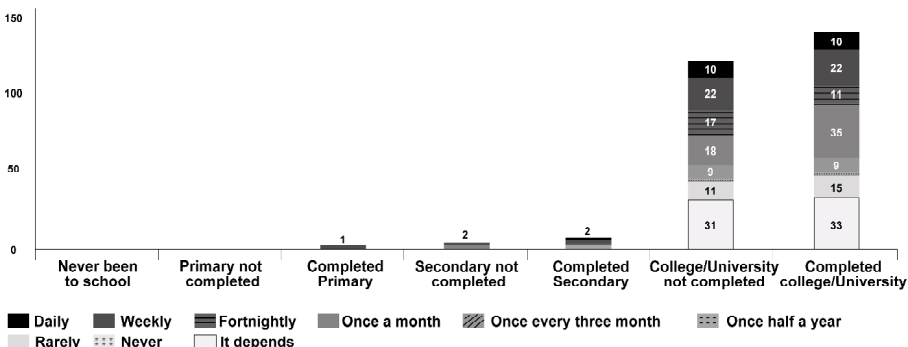 150
100
50
0
10
22
17
18
9
11
31
10
22
11
35
9
15
33
1
2
2
Never been to school
Primary not completed
Completed Primary
Secondary not completed
Completed Secondary
College/University not completed
Completed college/University
Daily
Weekly
Fortnightly
Once a month
Once every three month
Once half a year
Rarely
Never
It depends